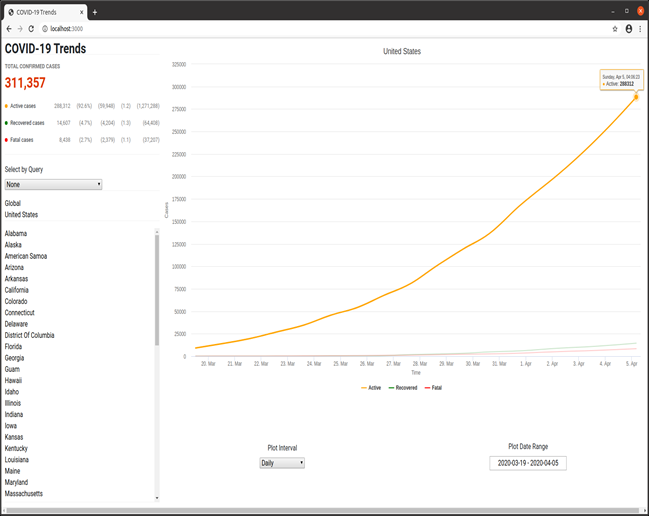 COVID-19 Trends
localhost:3000
COVID-19 Trends
TOTAL CONFIRMED CASES
311,357
Active cases 288,312 (92.6%) (59,948) (1.2) (1,271,288)
Recovered cases 14,607 (4.7%) (4,204) (1.3) (64,408)
Fatal cases 8,438 (2.7%) (2,379) (1.1) (37,207)
Select by Query
None
Global
United States
Alabama
Alaska
American Samoa
Arizona
Arkansas
California
Colorado
Connecticut
Delaware
District Of Columbia
Florida
Georgia
Guam
Hawaii
Idaho
Illinois
Indiana
Iowa
Kansas
Kentucky
Louisiana
Maine
Maryland
Massachusetts
United States
Sunday, Apr 5, 04:05:23
Active: 288312
325000
300000
275000
250000
225000
200000
175000
150000
125000
100000
75000
50000
25000
0
Cases
20. Mar 21. Mar 22. Mar 23. Mar 24. Mar 25. Mar 26. Mar 27. Mar 28. Mar 29. Mar 30. Mar 31. Mar 1. Apr 2. Apr 3. Apr 4. Apr 5. Apr
Time
Active Recovered Fatal
Plot Interval
Daily
Plot Date Range
2020-03-19 - 2020-04-05